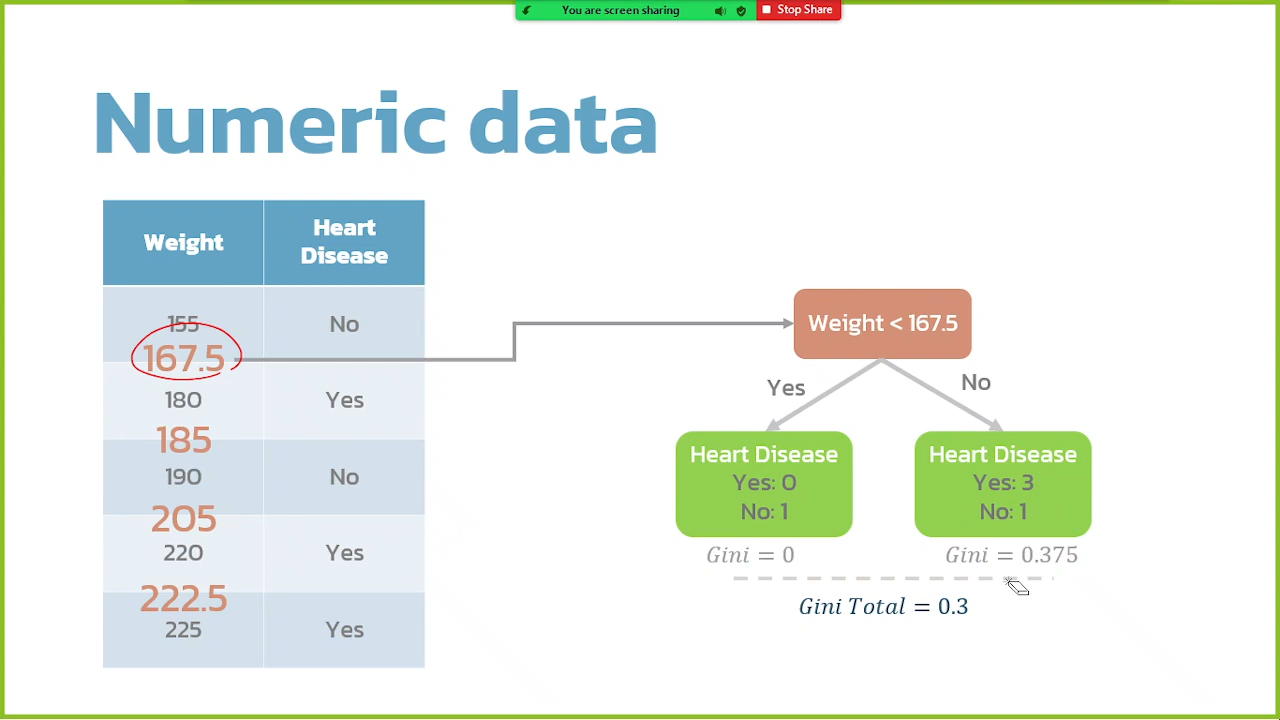 You are screen sharing
Stop Share
Numeric data
Weight
Heart
Disease
155
No
167.5
180
Yes
185
190
No
205
220
Yes
222.5
225
Yes
Weight < 167.5
Yes
No
Heart Disease
Yes: 0
No: 1
Gini = 0
Heart Disease
Yes: 3
No: 1
Gini = 0.375
Gini Total = 0.3